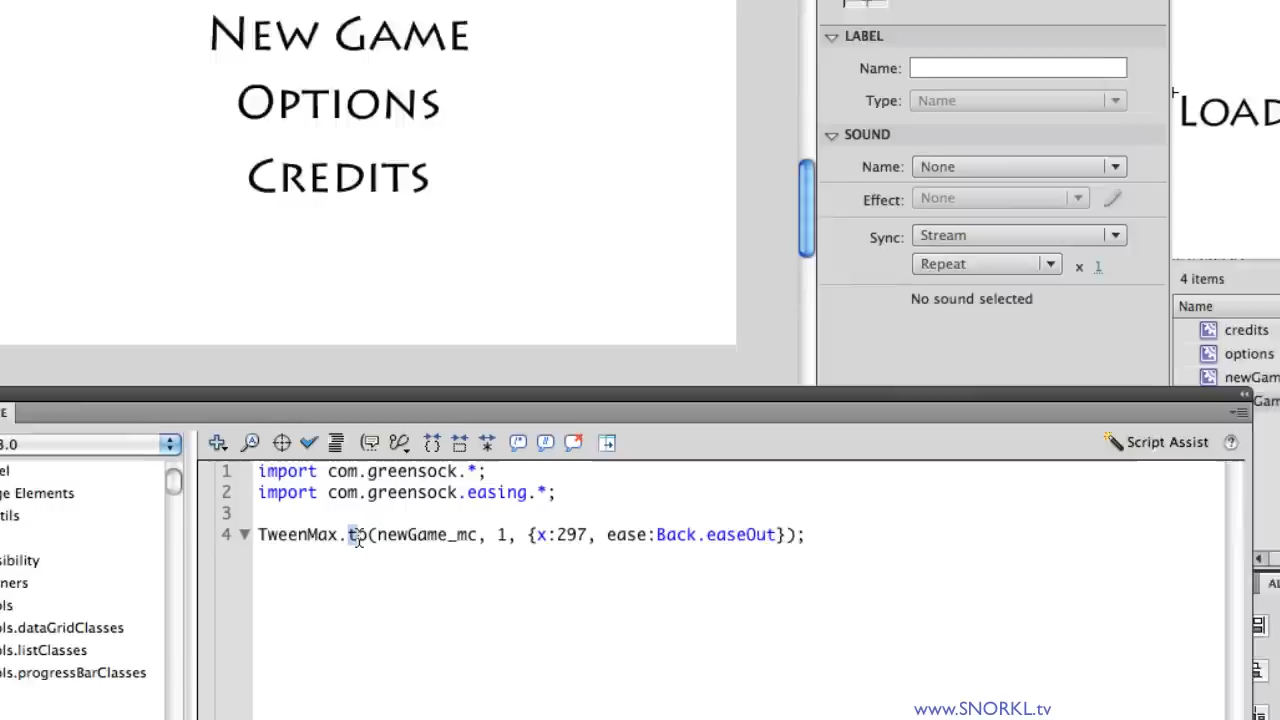 New Game
Options
Credits
LABEL
Name:
Type: Name
SOUND
Name: None
Effect: None
Sync: Stream
Repeat x 1
No sound selected
LOAD
4 items
Name
credits
options
newGam
Gam
E
3.0
el
ge Elements
tils
ibility
ners
ols
ols.dataGridClasses
ols.listClasses
ols.progressBarClasses
Script Assist
1 import com.greensock.*;
2 import com.greensock.easing.*;
3
4 TweenMax.to(newGame_mc, 1, {x:297, ease:Back.easeOut});
AL
www.SNORKL.tv